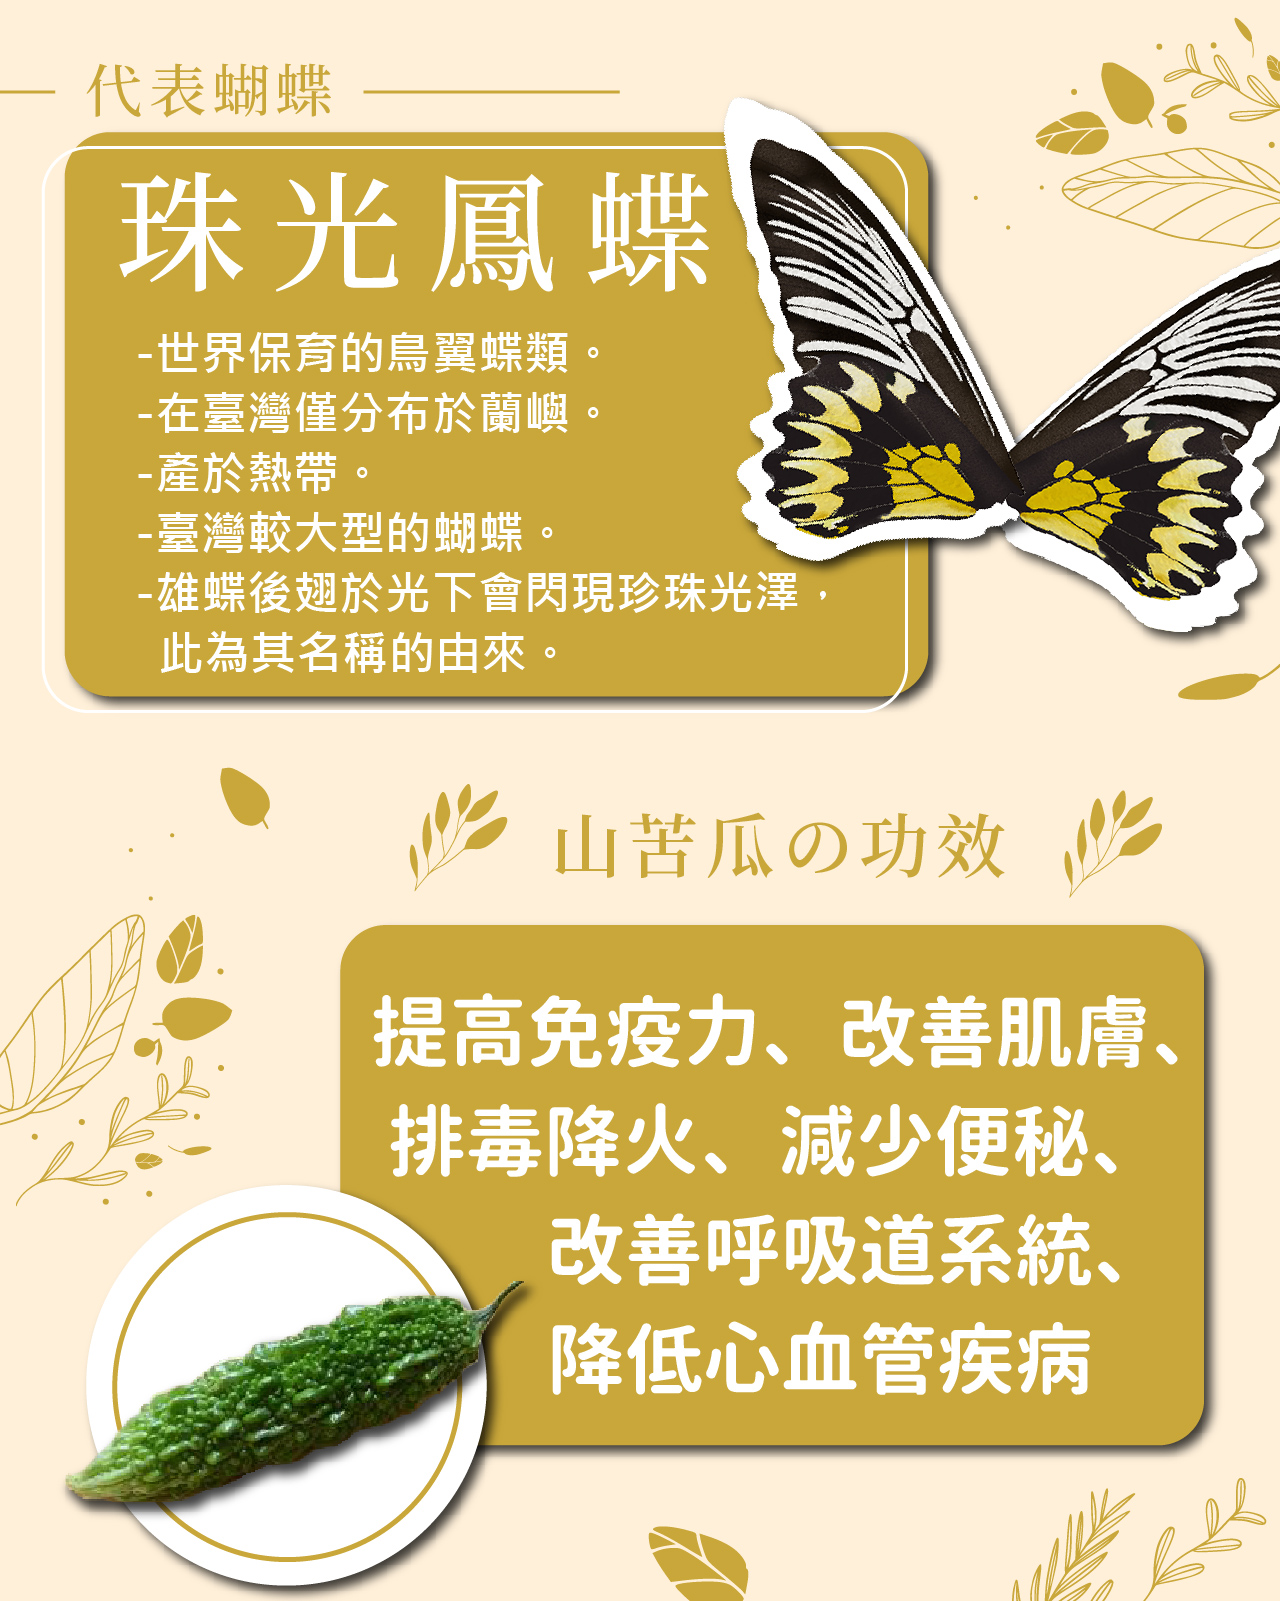 代表蝴蝶
珠光鳳蝶
-世界保育的鳥翼蝶類。
-在臺灣僅分布於蘭嶼。
-產於熱帶。
-臺灣較大型的蝴蝶。
-雄蝶後翅於光下會閃現珍珠光澤，
此為其名稱的由來。
山苦瓜の功效
提高免疫力、改善肌膚、
排毒降火、減少便秘、
改善呼吸道系統、
降低心血管疾病